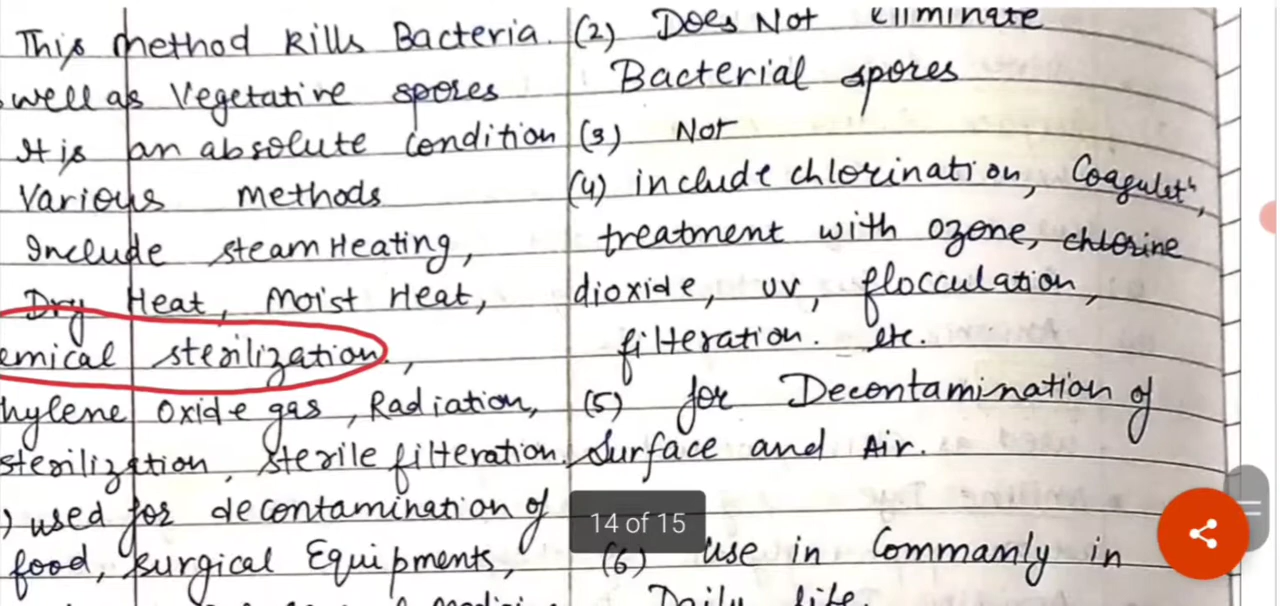 This method Kills Bacteria.
well as Vegetative spores
It is an absolute Condition
Various methods
Include steam Heating,
Dry Heat, Moist Heat,
emical sterilization,
hylene Oxide gas, Radiation,
sterilization, sterile filteration.
) used for decontamination of
food, surgical Equipments,
(2) Does Not eliminate
Bacterial spores
(3) Not
(4) include chlorination, Coagulatn,
treatment with ozone, chlorine
dioxide, uv, flocculation,
filteration. etc.
(5) for Decontamination of
Surface and Air.
14 of 15
(6) use in Commanly in
Daily life.